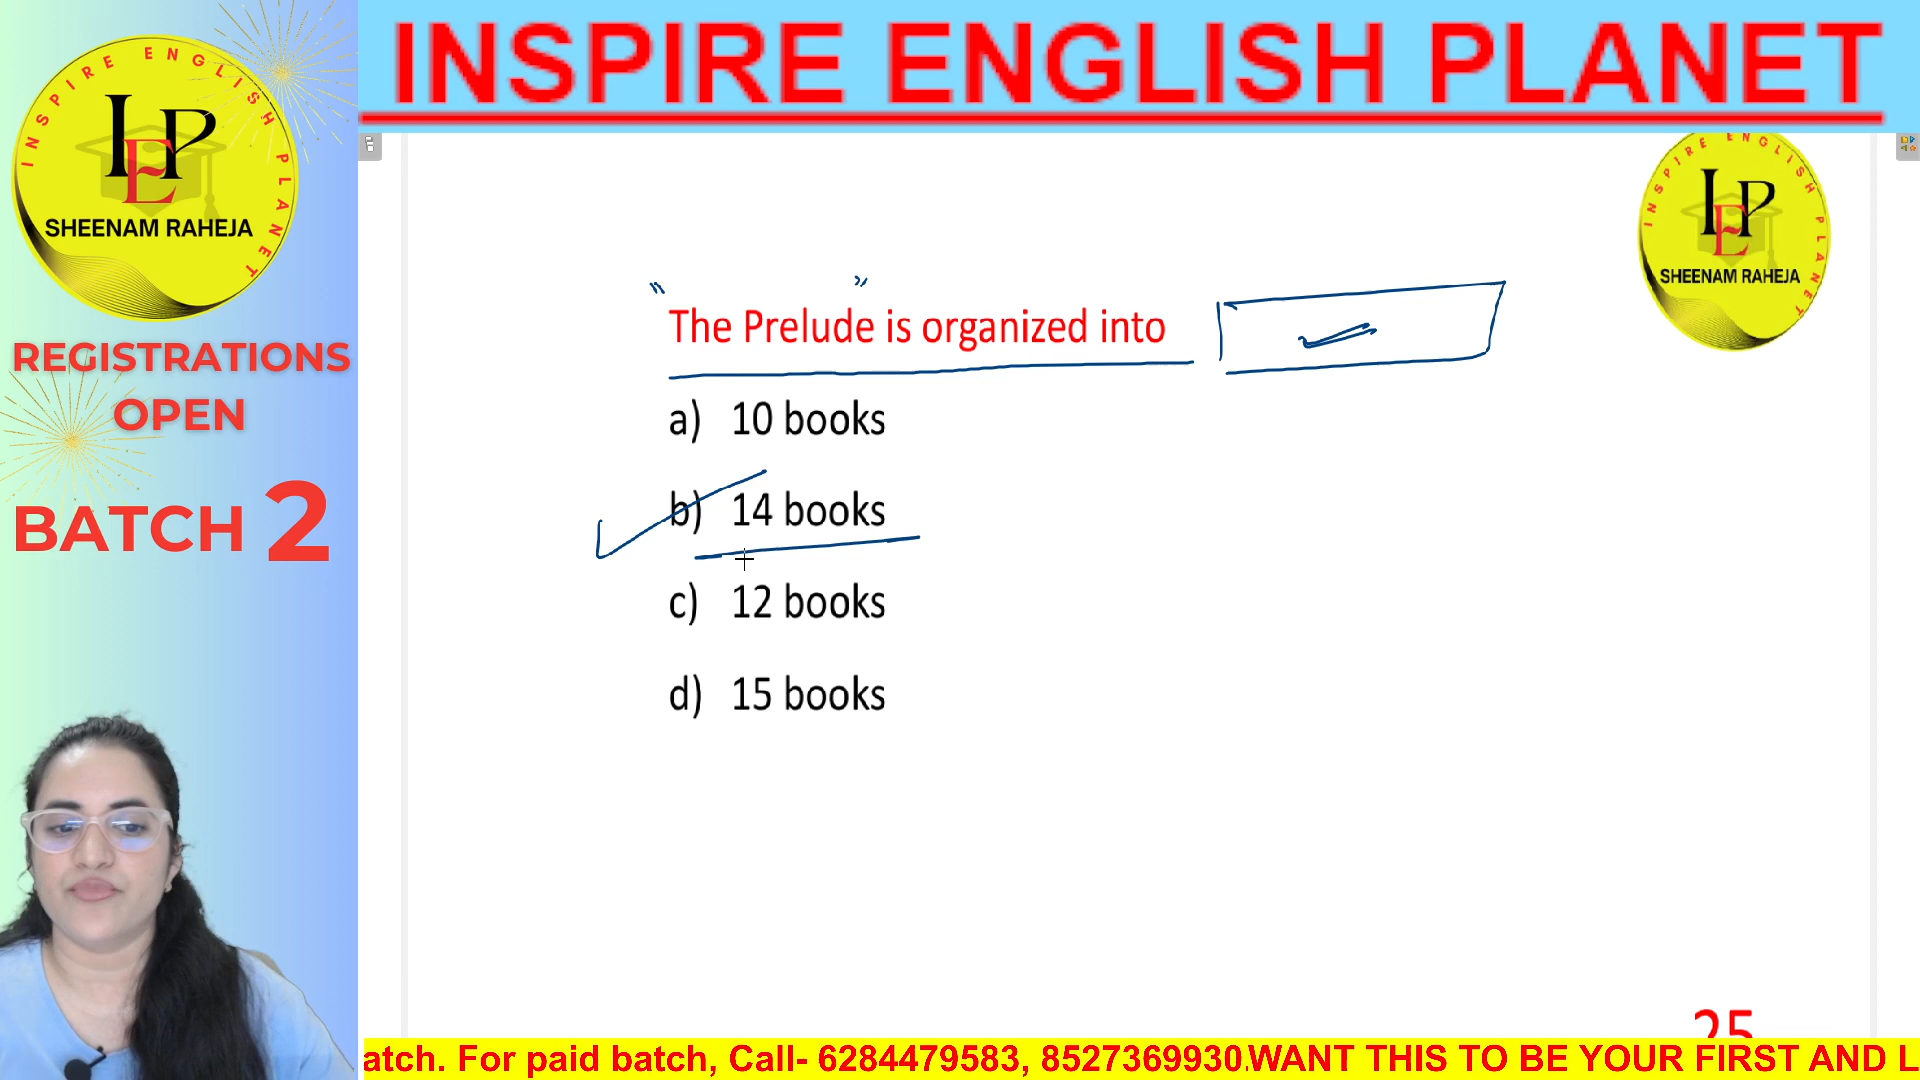 INSPIRE ENGLISH PLANET
INSPIRE ENGLISH PLANET
IEP
SHEENAM RAHEJA
REGISTRATIONS
OPEN
BATCH 2
INSPIRE ENGLISH PLANET
IEP
SHEENAM RAHEJA
" The Prelude " is organized into
a) 10 books
b) 14 books
c) 12 books
d) 15 books
25
atch. For paid batch, Call- 6284479583, 8527369930.WANT THIS TO BE YOUR FIRST AND L